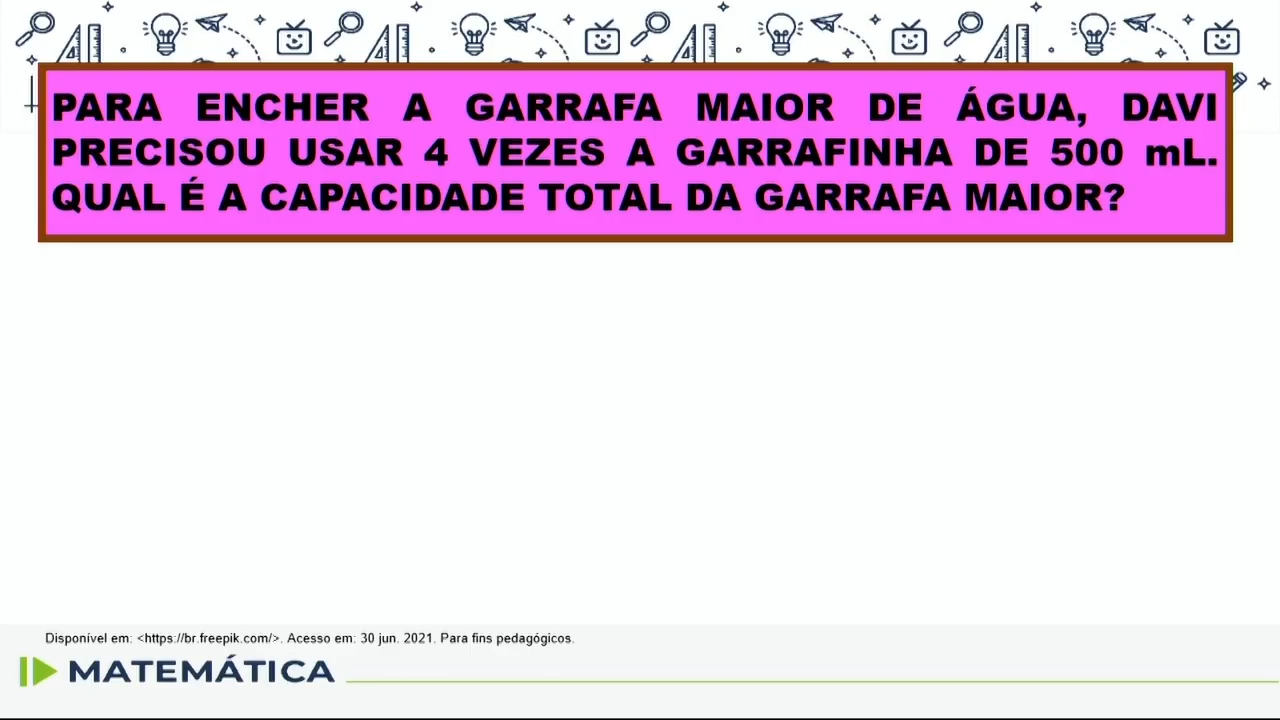 PARA ENCHER A GARRAFA MAIOR DE ÁGUA, DAVI
PRECISOU USAR 4 VEZES A GARRAFINHA DE 500 mL.
QUAL É A CAPACIDADE TOTAL DA GARRAFA MAIOR?
Disponível em: <https://br.freepik.com/>. Acesso em: 30 jun. 2021. Para fins pedagógicos.
MATEMÁTICA